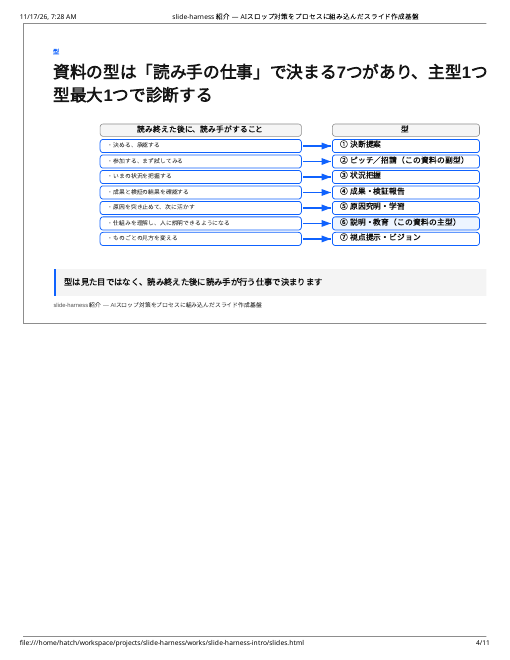 11/17/26, 7:28 AM
slide-harness 紹介 — AIスロップ対策をプロセスに組み込んだスライド作成基盤
型
資料の型は「読み手の仕事」で決まる7つがあり、主型1つ
型最大1つで診断する
読み終えた後に、読み手がすること
型
・決める、承認する
① 決断提案
・参加する、まず試してみる
② ピッチ／招請（この資料の副型）
・いまの状況を把握する
③ 状況把握
・成果と検証の結果を確認する
④ 成果・検証報告
・原因を突き止めて、次に活かす
⑤ 原因究明・学習
・仕組みを理解し、人に説明できるようになる
⑥ 説明・教育（この資料の主型）
・ものごとの見方を変える
⑦ 視点提示・ビジョン
型は見た目ではなく、読み終えた後に読み手が行う仕事で決まります
slide-harness 紹介 — AIスロップ対策をプロセスに組み込んだスライド作成基盤
file:///home/hatch/workspace/projects/slide-harness/works/slide-harness-intro/slides.html
4/11